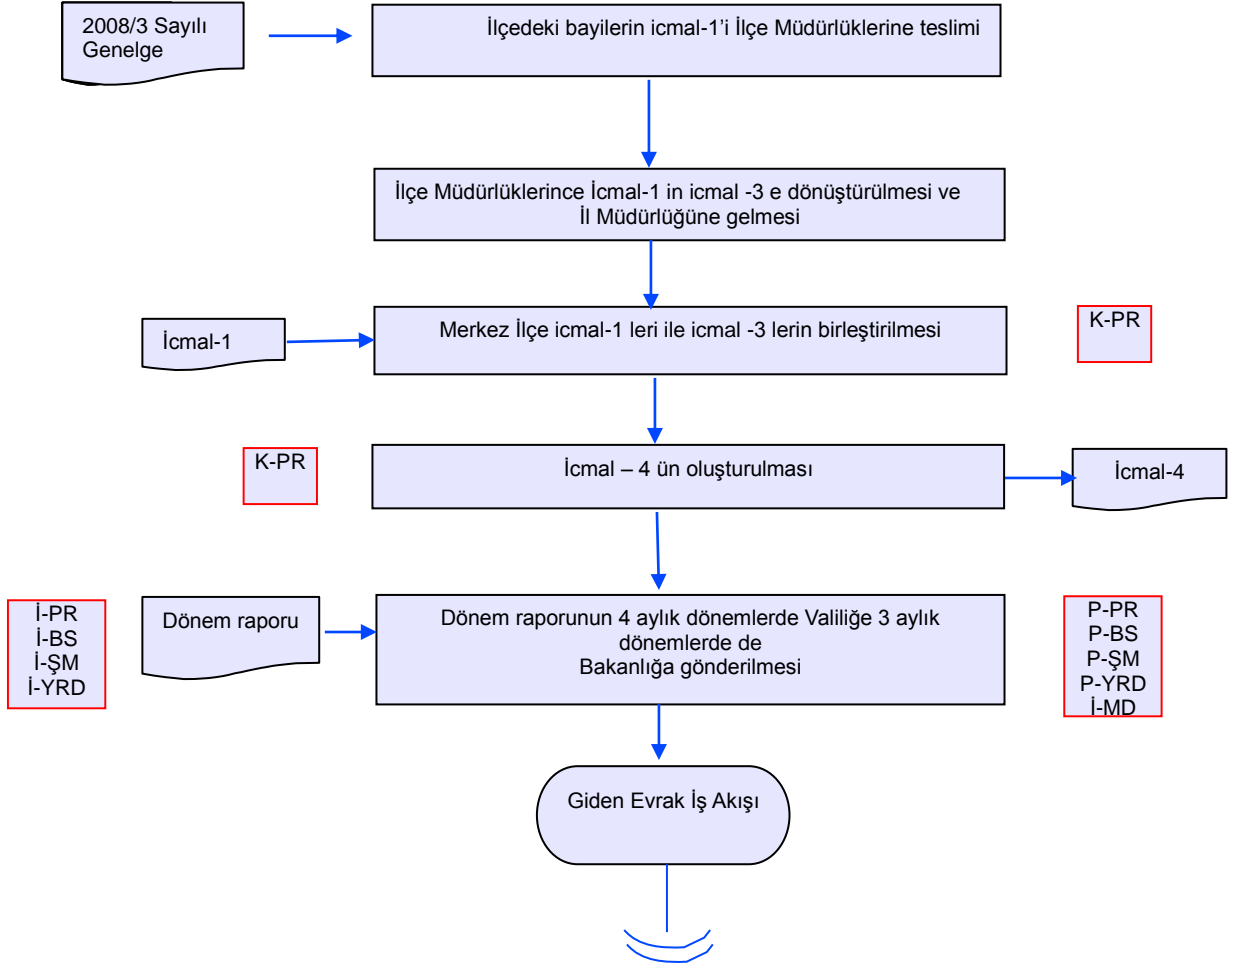 2008/3 Sayılı
Genelge
İlçedeki bayilerin icmal-1’i İlçe Müdürlüklerine teslimi
İlçe Müdürlüklerince İcmal-1 in icmal -3 e dönüştürülmesi ve
İl Müdürlüğüne gelmesi
İcmal-1
Merkez İlçe icmal-1 leri ile icmal -3 lerin birleştirilmesi
K-PR
K-PR
İcmal – 4 ün oluşturulması
İcmal-4
İ-PR
İ-BS
İ-ŞM
İ-YRD
Dönem raporu
Dönem raporunun 4 aylık dönemlerde Valiliğe 3 aylık
dönemlerde de
Bakanlığa gönderilmesi
P-PR
P-BS
P-ŞM
P-YRD
İ-MD
Giden Evrak İş Akışı